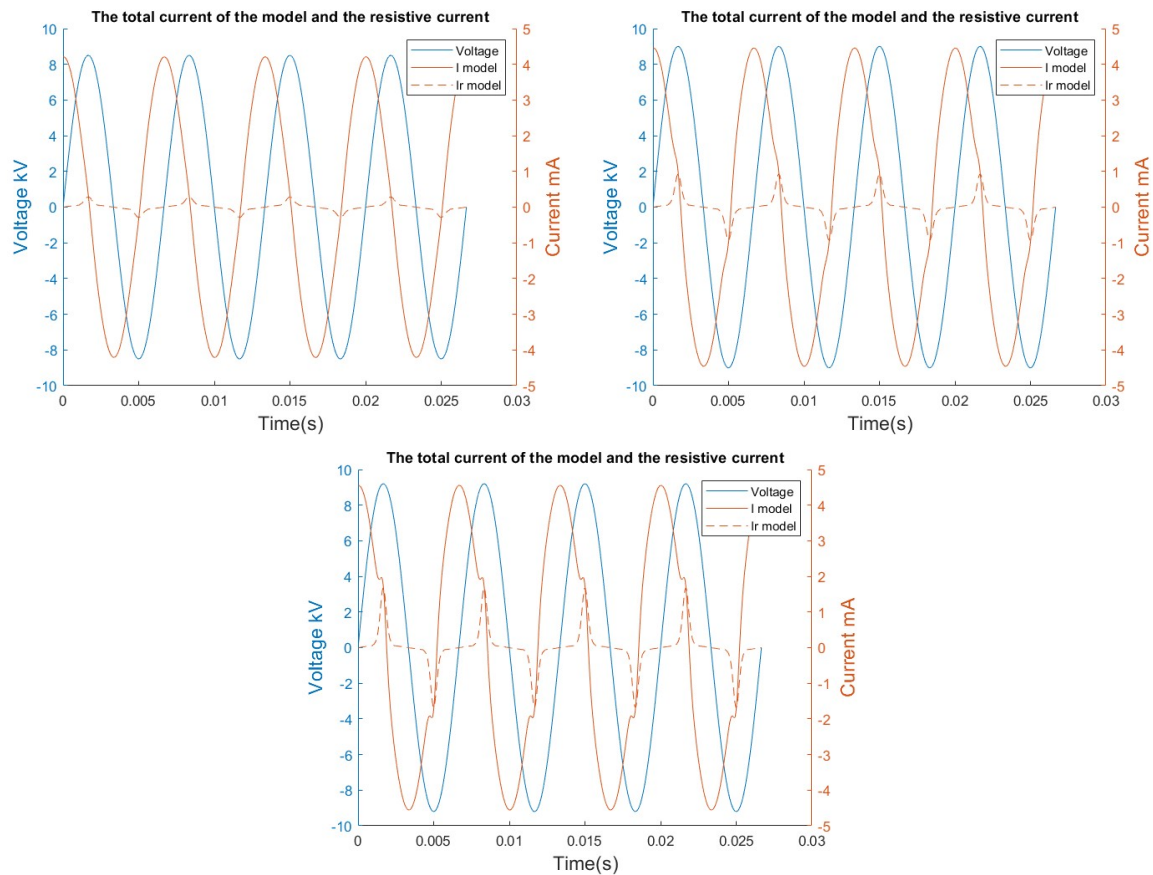 The total current of the model and the resistive current
10
8
6
4
2
0
-2
-4
-6
-8
-10
Voltage kV
5
4
3
2
1
0
-1
-2
-3
-4
-5
Current mA
Voltage
I model
Ir model
0 0.005 0.01 0.015 0.02 0.025 0.03
Time(s)
The total current of the model and the resistive current
10
8
6
4
2
0
-2
-4
-6
-8
-10
Voltage kV
5
4
3
2
1
0
-1
-2
-3
-4
-5
Current mA
Voltage
I model
Ir model
0 0.005 0.01 0.015 0.02 0.025 0.03
Time(s)
The total current of the model and the resistive current
10
8
6
4
2
0
-2
-4
-6
-8
-10
Voltage kV
5
4
3
2
1
0
-1
-2
-3
-4
-5
Current mA
Voltage
I model
Ir model
0 0.005 0.01 0.015 0.02 0.025 0.03
Time(s)